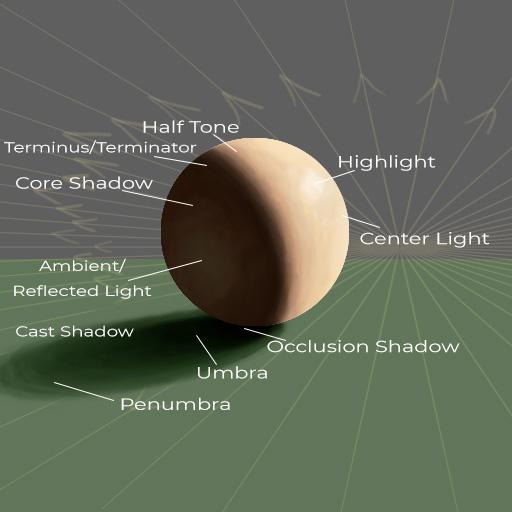 Half Tone
Terminus/Terminator
Highlight
Core Shadow
Center Light
Ambient/
Reflected Light
Cast Shadow
Occlusion Shadow
Umbra
Penumbra